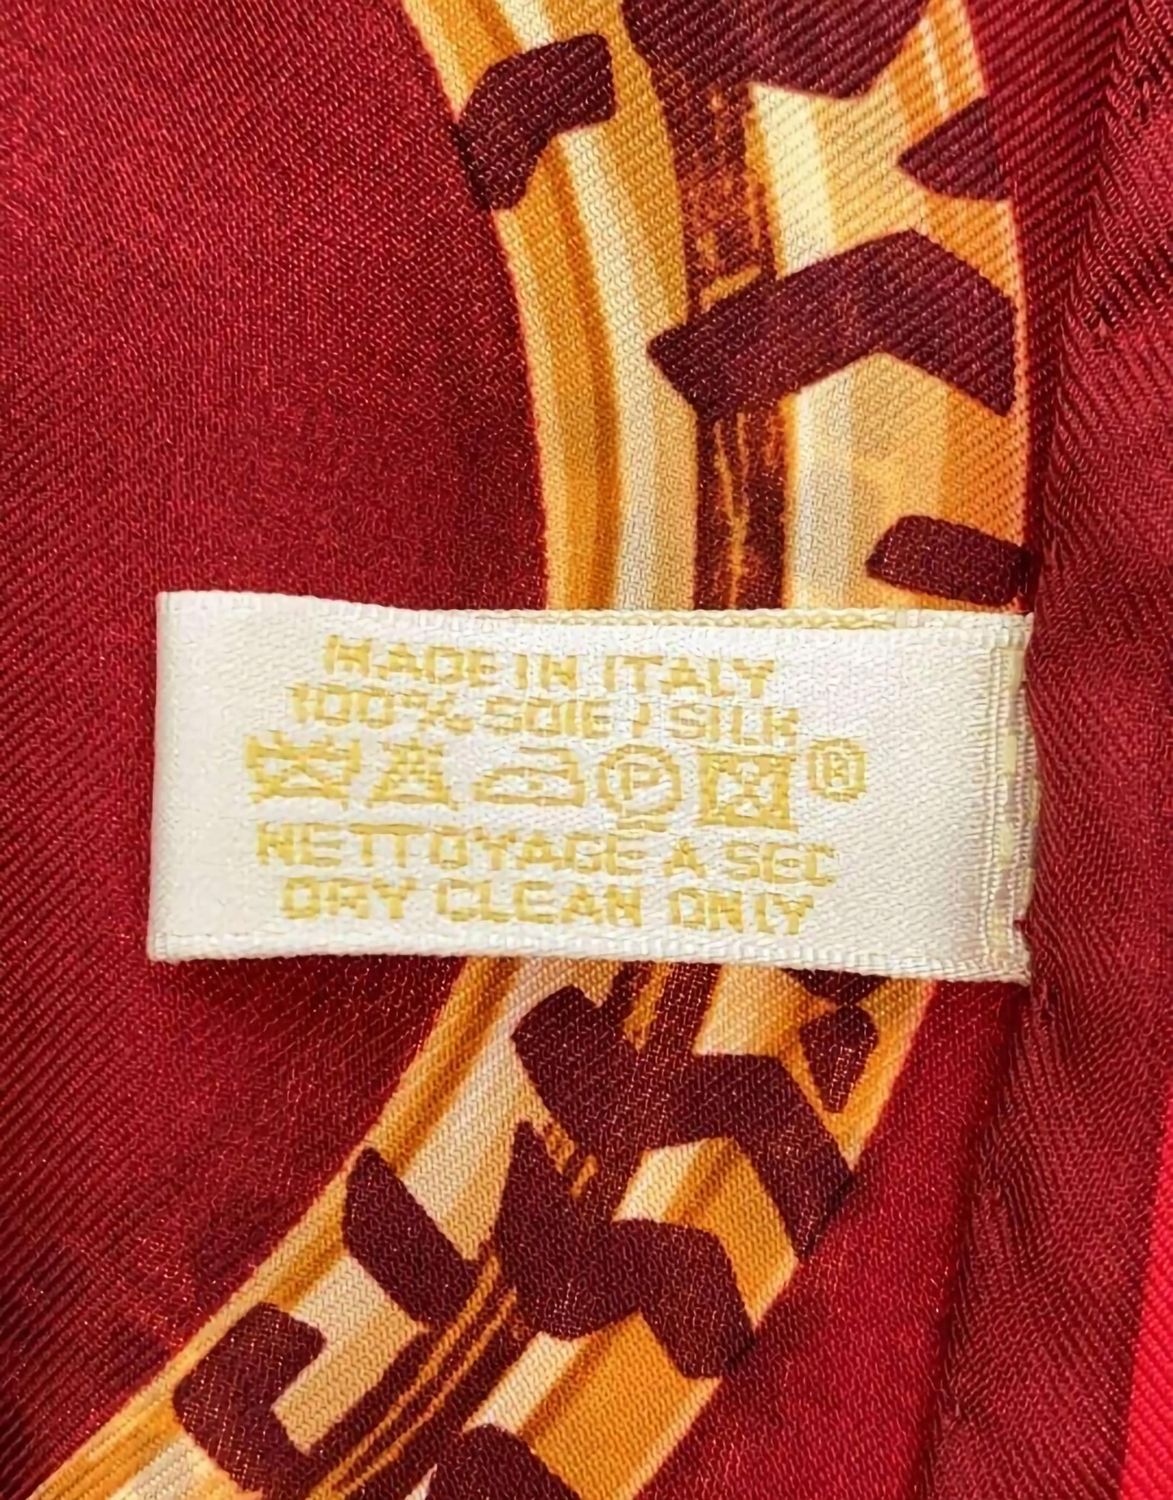 MADE IN ITALY
100% SOIE / SILK
P ®
NETTOYAGE A SEC
DRY CLEAN ONLY